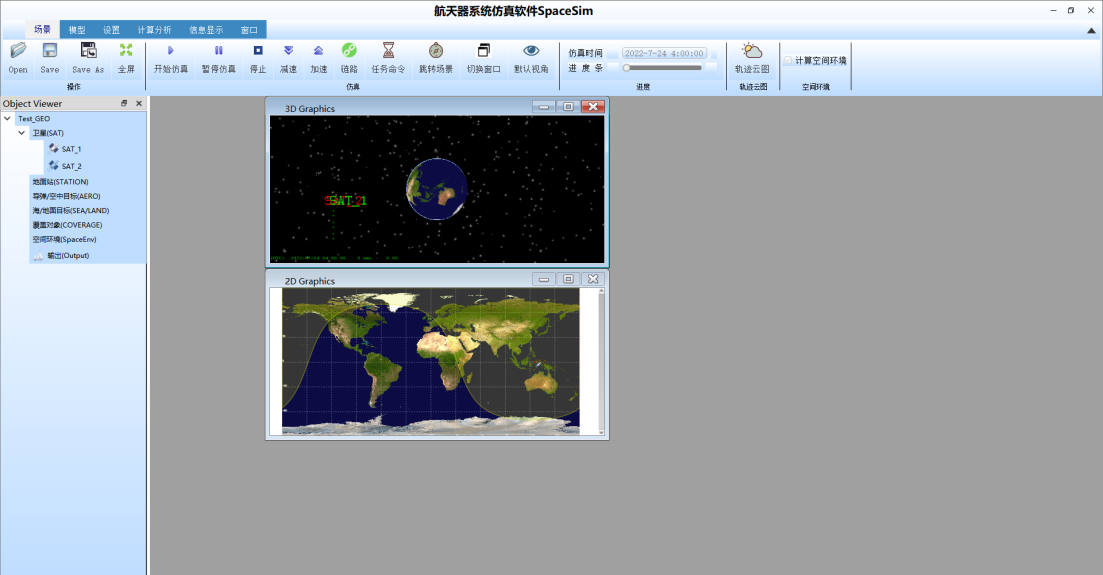 航天器系统仿真软件SpaceSim
场景 模型 设置 计算分析 信息显示 窗口
Open Save Save As 全屏 开始仿真 暂停仿真 停止 减速 加速 链路 任务命令 跳转场景 切换窗口 默认视角 仿真时间 2022-7-24 4:00:00 轨迹云图 计算空间环境
进 度 条
操作 仿真 进度 轨迹云图 空间环境
Object Viewer
Test_GEO
卫星(SAT)
SAT_1
SAT_2
地面站(STATION)
导弹/空中目标(AERO)
海/地面目标(SEA/LAND)
覆盖对象(COVERAGE)
空间环境(SpaceEnv)
输出(Output)
3D Graphics
SAT_1
2D Graphics